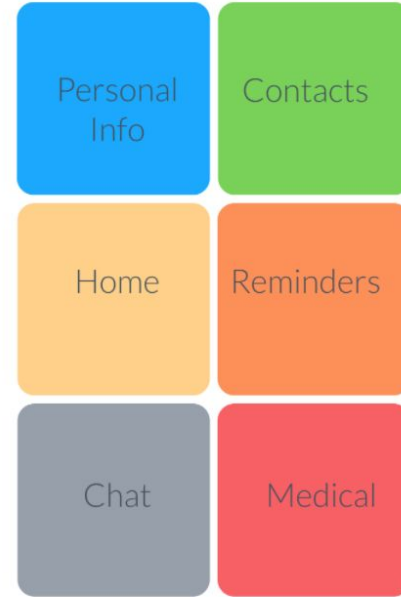 Personal
Info
Contacts
Home
Reminders
Chat
Medical